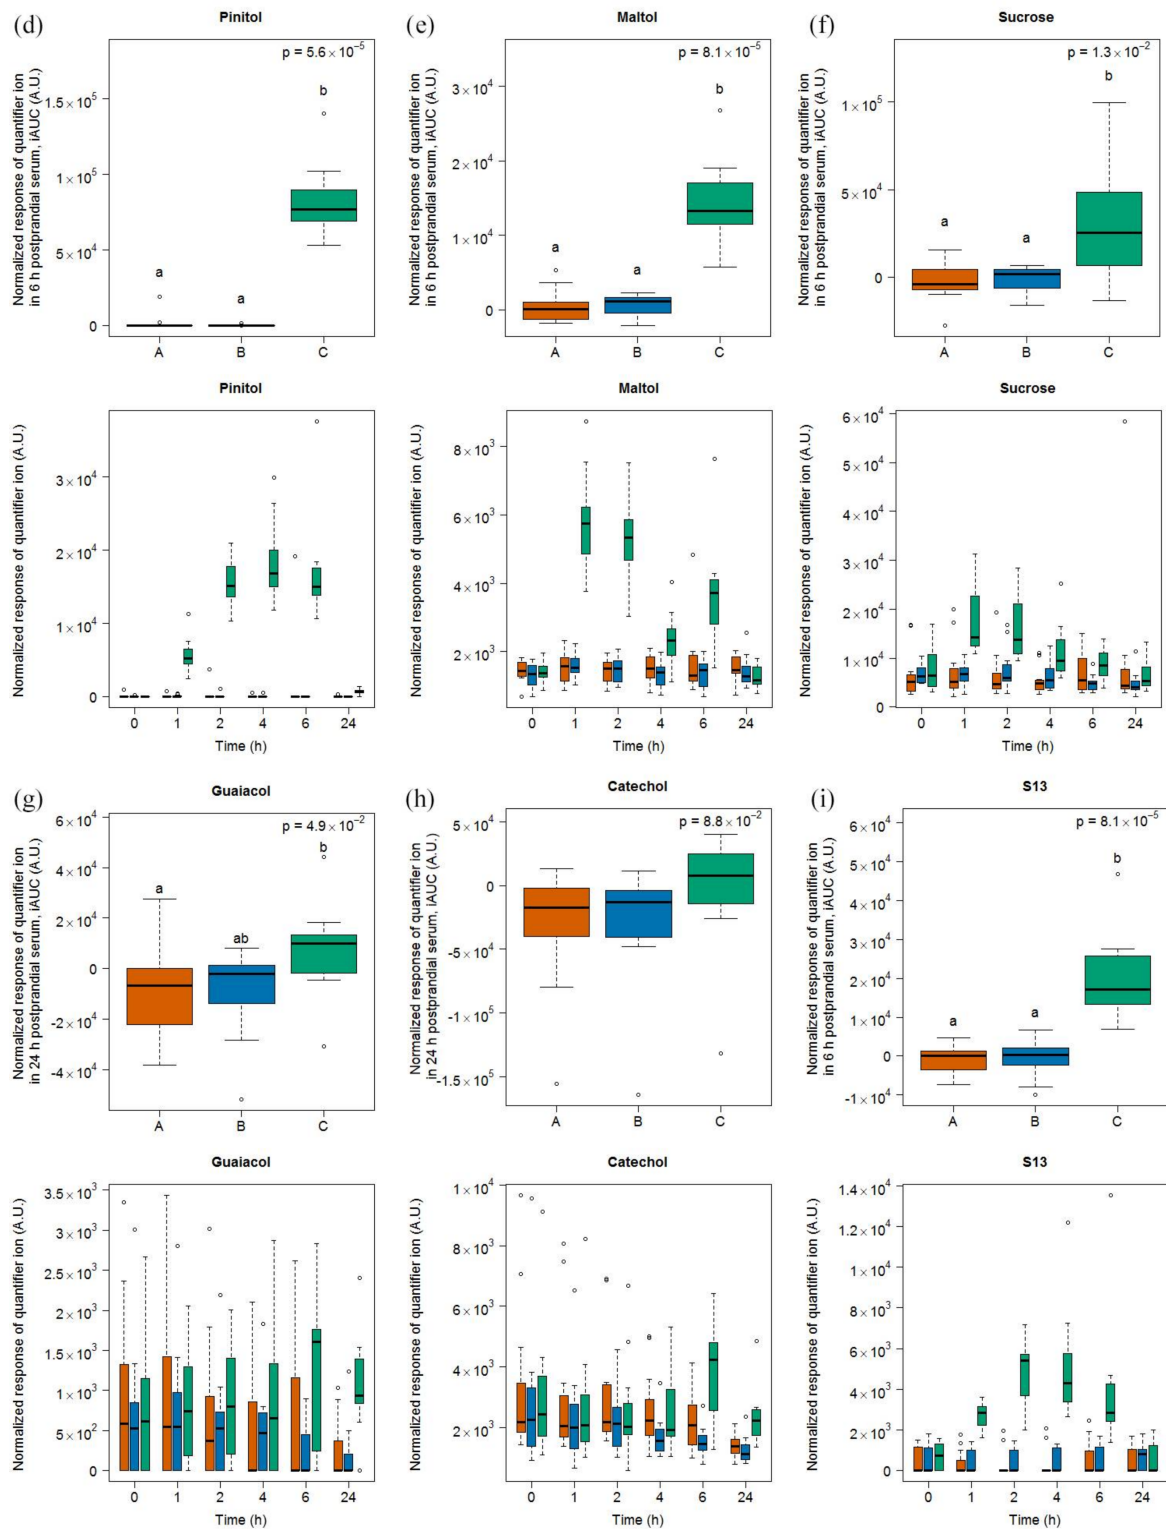 (d)
Pinitol
Normalized response of quantifier ion
in 6 h postprandial serum, iAUC (A.U.)
p = 5.6 × 10⁻⁵
1.5 × 10⁵
1 × 10⁵
5 × 10⁴
0
a
a
b
A B C
(e)
Maltol
Normalized response of quantifier ion
in 6 h postprandial serum, iAUC (A.U.)
p = 8.1 × 10⁻⁵
3 × 10⁴
2 × 10⁴
1 × 10⁴
0
a
a
b
A B C
(f)
Sucrose
Normalized response of quantifier ion
in 6 h postprandial serum, iAUC (A.U.)
p = 1.3 × 10⁻²
1 × 10⁵
5 × 10⁴
0
a
a
b
A B C
Pinitol
Normalized response of quantifier ion (A.U.)
3 × 10⁴
2 × 10⁴
1 × 10⁴
0
0 1 2 4 6 24
Time (h)
Maltol
Normalized response of quantifier ion (A.U.)
8 × 10³
6 × 10³
4 × 10³
2 × 10³
0 1 2 4 6 24
Time (h)
Sucrose
Normalized response of quantifier ion (A.U.)
6 × 10⁴
5 × 10⁴
4 × 10⁴
3 × 10⁴
2 × 10⁴
1 × 10⁴
0
0 1 2 4 6 24
Time (h)
(g)
Guaiacol
Normalized response of quantifier ion
in 24 h postprandial serum, iAUC (A.U.)
p = 4.9 × 10⁻²
6 × 10⁴
4 × 10⁴
2 × 10⁴
0
-2 × 10⁴
-4 × 10⁴
a
ab
b
A B C
(h)
Catechol
Normalized response of quantifier ion
in 24 h postprandial serum, iAUC (A.U.)
p = 8.8 × 10⁻²
5 × 10⁴
0
-5 × 10⁴
-1 × 10⁵
-1.5 × 10⁵
A B C
(i)
S13
Normalized response of quantifier ion
in 6 h postprandial serum, iAUC (A.U.)
p = 8.1 × 10⁻⁵
6 × 10⁴
5 × 10⁴
4 × 10⁴
3 × 10⁴
2 × 10⁴
1 × 10⁴
0
-1 × 10⁴
a
a
b
A B C
Guaiacol
Normalized response of quantifier ion (A.U.)
3.5 × 10³
3 × 10³
2.5 × 10³
2 × 10³
1.5 × 10³
1 × 10³
5 × 10²
0
0 1 2 4 6 24
Time (h)
Catechol
Normalized response of quantifier ion (A.U.)
1 × 10⁴
8 × 10³
6 × 10³
4 × 10³
2 × 10³
0 1 2 4 6 24
Time (h)
S13
Normalized response of quantifier ion (A.U.)
1.4 × 10⁴
1.2 × 10⁴
1 × 10⁴
8 × 10³
6 × 10³
4 × 10³
2 × 10³
0
0 1 2 4 6 24
Time (h)